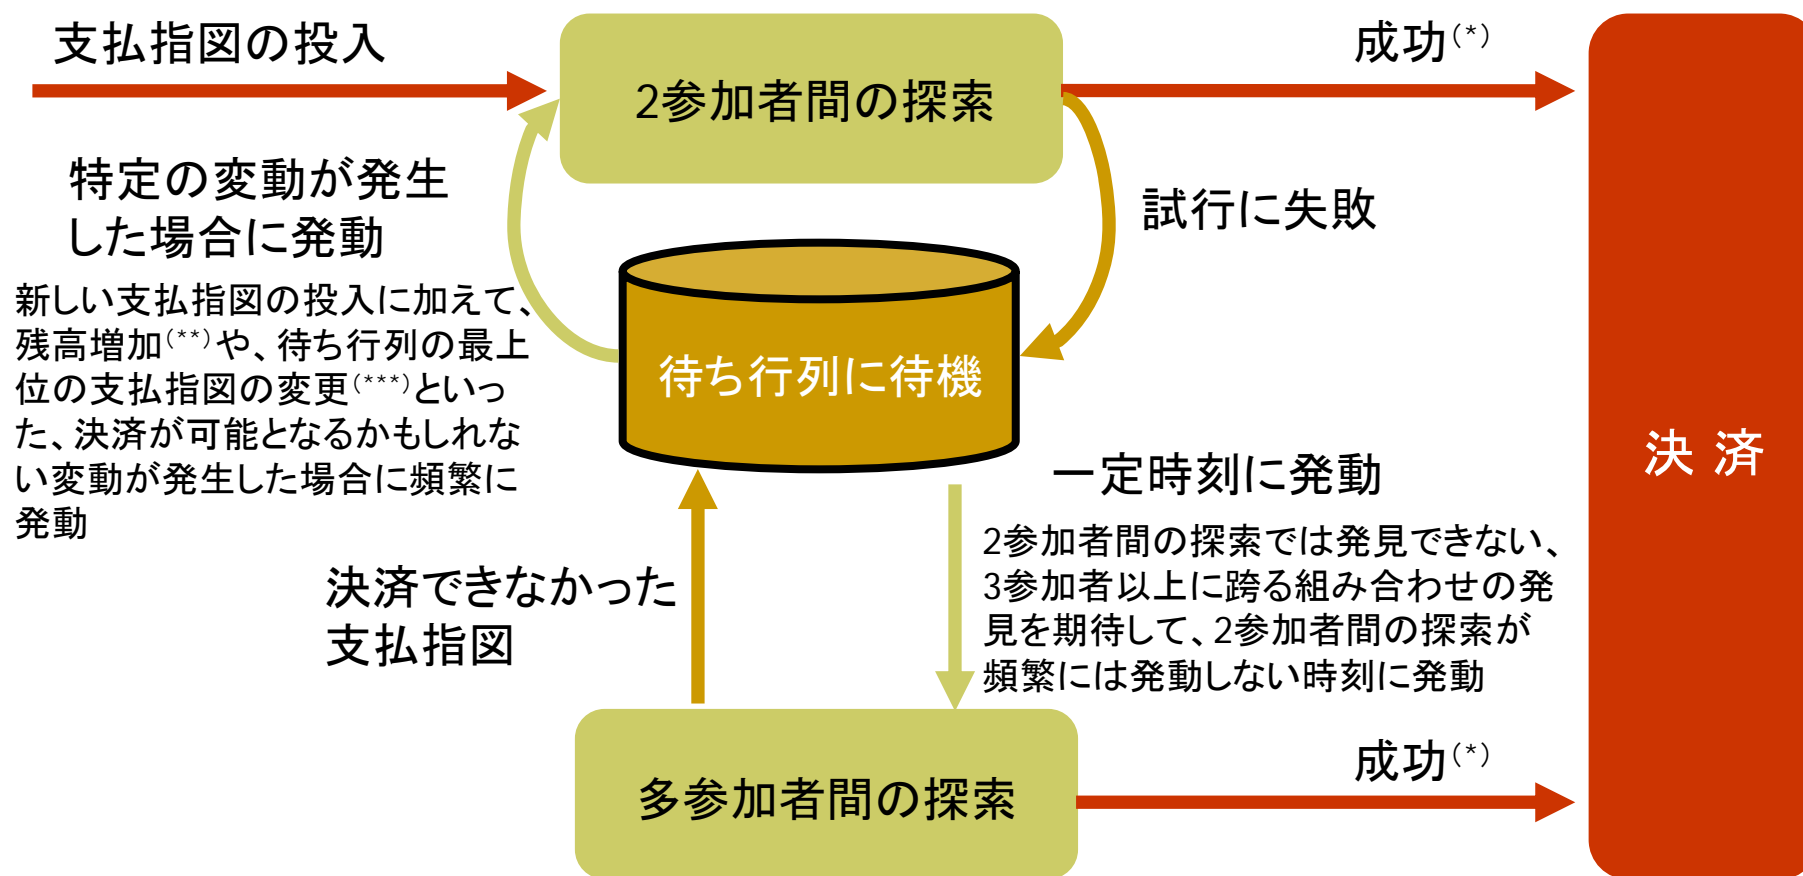 支払指図の投入
2参加者間の探索
成功(*)
特定の変動が発生
した場合に発動
試行に失敗
新しい支払指図の投入に加えて、
残高増加(**)や、待ち行列の最上
位の支払指図の変更(***)といっ
た、決済が可能となるかもしれな
い変動が発生した場合に頻繁に
発動
待ち行列に待機
決 済
一定時刻に発動
2参加者間の探索では発見できない、
3参加者以上に跨る組み合わせの発
見を期待して、2参加者間の探索が
頻繁には発動しない時刻に発動
決済できなかった
支払指図
多参加者間の探索
成功(*)